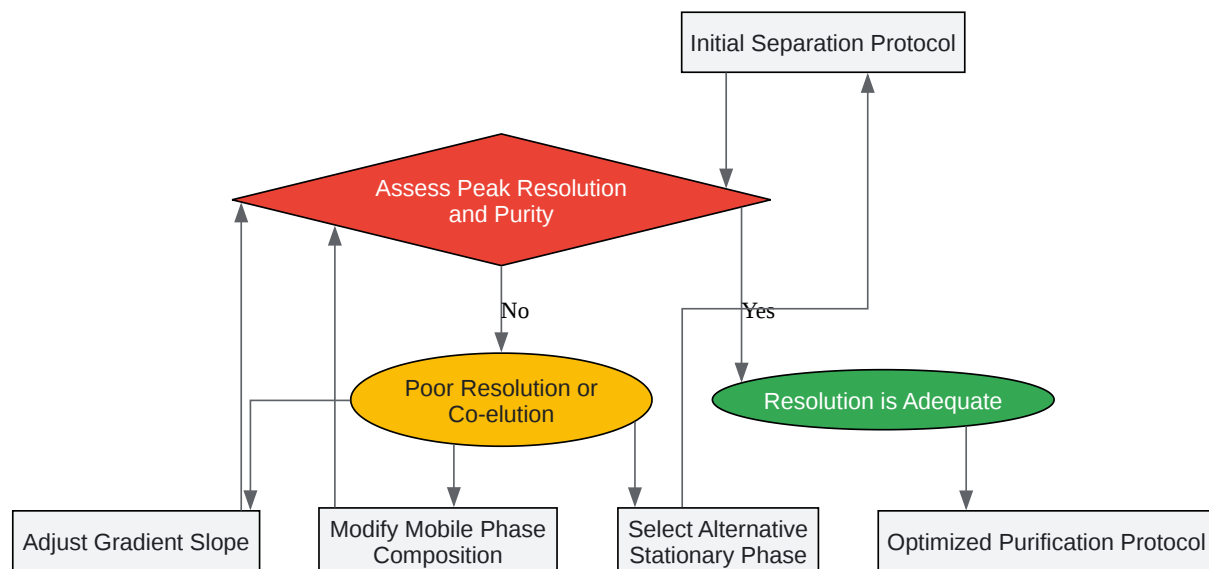 Initial Separation Protocol
Assess Peak Resolution
and Purity
No
Yes
Poor Resolution or
Co-elution
Resolution is Adequate
Adjust Gradient Slope
Modify Mobile Phase
Composition
Select Alternative
Stationary Phase
Optimized Purification Protocol